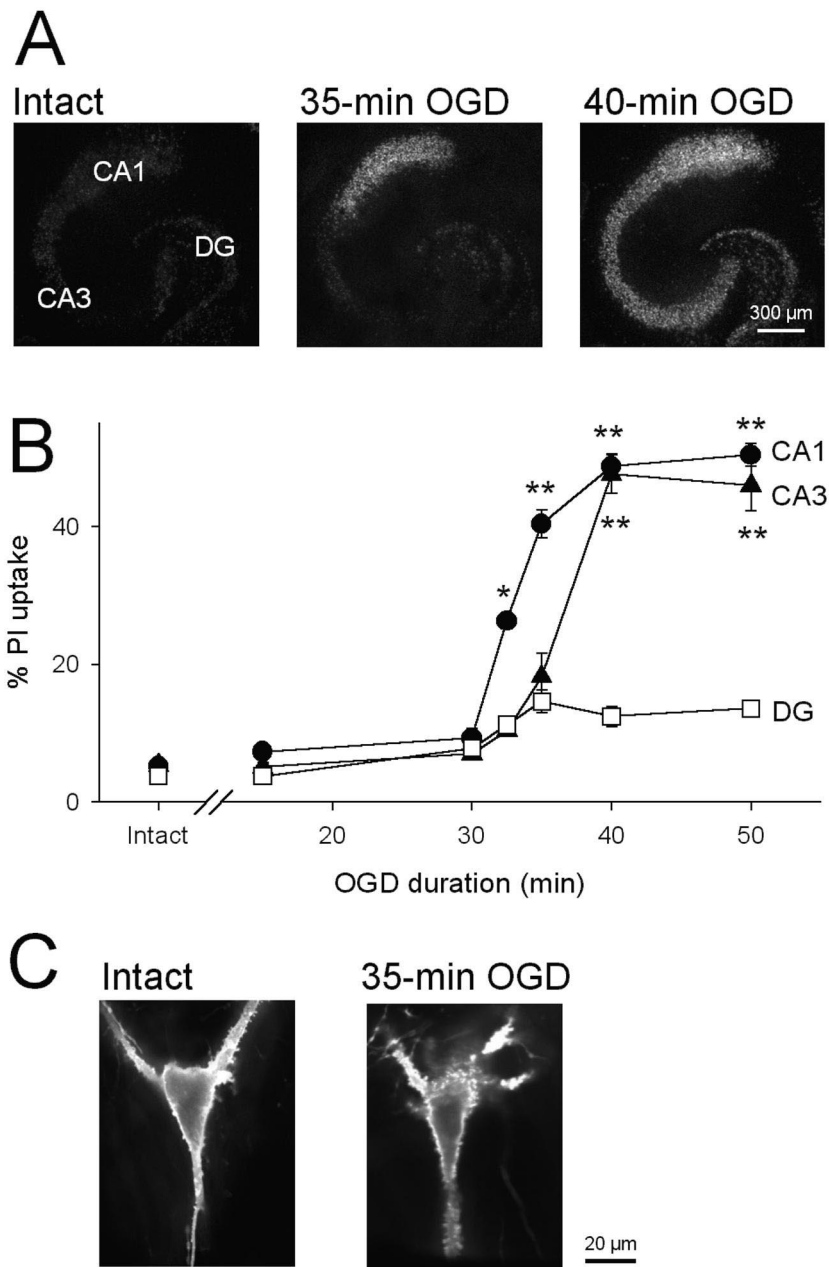 A
Intact 35-min OGD 40-min OGD
CA1
DG
CA3
300 µm
B
% PI uptake
40
20
0
*
**
**
**
**
**
CA1
CA3
DG
Intact 20 30 40 50
OGD duration (min)
C
Intact 35-min OGD
20 µm